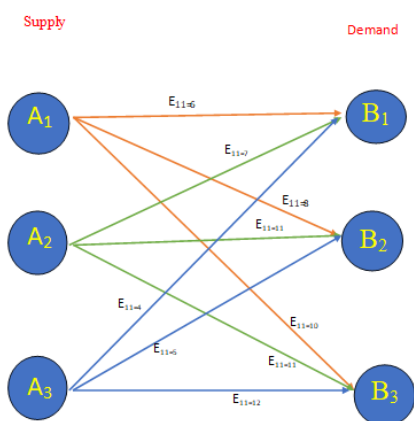 Supply
Demand
A1
E11=6
B1
E11=7
E11=8
A2
E11=11
B2
E11=4
E11=10
E11=5
E11=11
A3
E11=12
B3